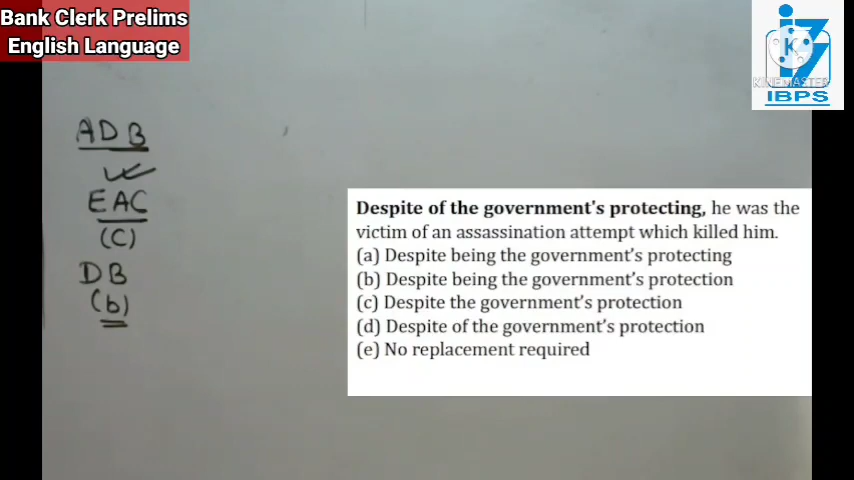 Bank Clerk Prelims
English Language
K
KINEMASTER
IBPS
ADB
EAC
(C)
DB
(b)
Despite of the government's protecting, he was the
victim of an assassination attempt which killed him.
(a) Despite being the government's protecting
(b) Despite being the government's protection
(c) Despite the government's protection
(d) Despite of the government's protection
(e) No replacement required